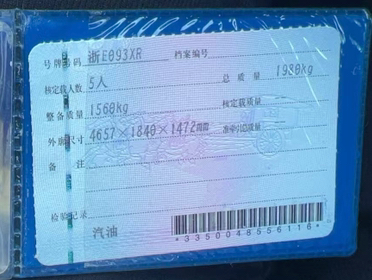 号牌号码 浙E093XR 档案编号
核定载人数 5人 总质量 1980kg
整备质量 1560kg 核定载质量
外廓尺寸 4657×1840×1472mm 准牵引总质量
备注
检验记录
汽油
*3350048556116*